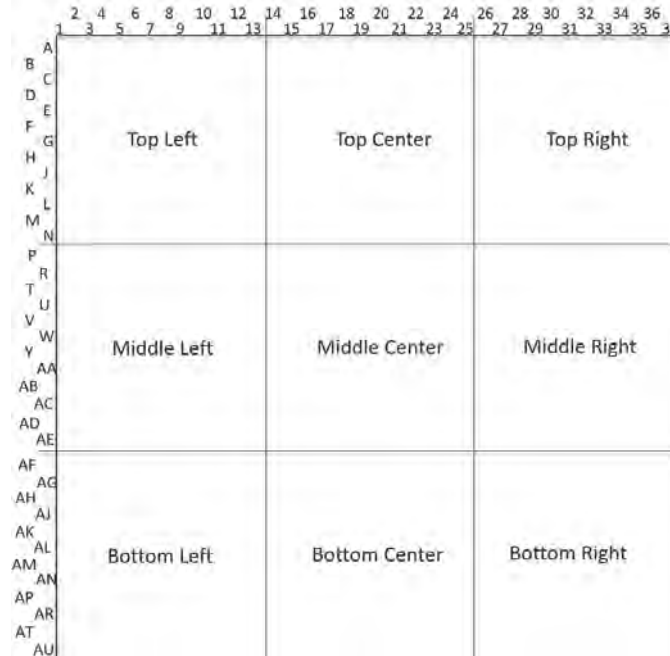 2 4 6 8 10 12 14 16 18 20 22 24 26 28 30 32 34 36
1 3 5 7 9 11 13 15 17 19 21 23 25 27 29 31 33 35
A
B
C
D
E
F
G
Top Left Top Center Top Right
H
J
K
L
M
N
P
R
T
U
V
W
Middle Left Middle Center Middle Right
Y
AA
AB
AC
AD
AE
AF
AG
AH
AJ
AK
AL
Bottom Left Bottom Center Bottom Right
AM
AN
AP
AR
AT
AU